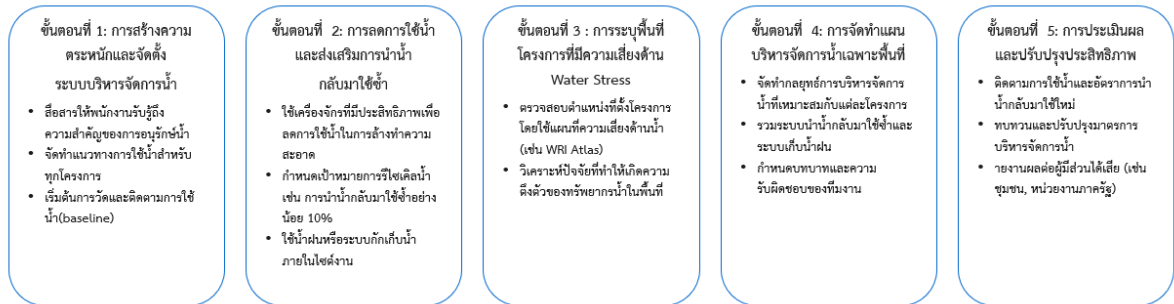 ขั้นตอนที่ 1: การสร้างความ
ตระหนักและจัดตั้ง
ระบบบริหารจัดการน้ำ
• สื่อสารให้พนักงานรับรู้ถึง
ความสำคัญของการอนุรักษ์น้ำ
• จัดทำแนวทางการใช้น้ำสำหรับ
ทุกโครงการ
• เริ่มต้นการวัดและติดตามการใช้
น้ำ(baseline)
ขั้นตอนที่ 2: การลดการใช้น้ำ
และส่งเสริมการนำน้ำ
กลับมาใช้ซ้ำ
• ใช้เครื่องจักรที่มีประสิทธิภาพเพื่อ
ลดการใช้น้ำในการล้างทำความ
สะอาด
• กำหนดเป้าหมายการรีไซเคิลน้ำ
เช่น การนำน้ำกลับมาใช้ซ้ำอย่าง
น้อย 10%
• ใช้น้ำฝนหรือระบบกักเก็บน้ำ
ภายในไซต์งาน
ขั้นตอนที่ 3 : การระบุพื้นที่
โครงการที่มีความเสี่ยงด้าน
Water Stress
• ตรวจสอบตำแหน่งที่ตั้งโครงการ
โดยใช้แผนที่ความเสี่ยงด้านน้ำ
(เช่น WRI Atlas)
• วิเคราะห์ปัจจัยที่ทำให้เกิดความ
ตึงตัวของทรัพยากรน้ำในพื้นที่
ขั้นตอนที่ 4: การจัดทำแผน
บริหารจัดการน้ำเฉพาะพื้นที่
• จัดทำกลยุทธ์การบริหารจัดการ
น้ำที่เหมาะสมกับแต่ละโครงการ
• รวมระบบนำน้ำกลับมาใช้ซ้ำและ
ระบบเก็บน้ำฝน
• กำหนดบทบาทและความ
รับผิดชอบของทีมงาน
ขั้นตอนที่ 5: การประเมินผล
และปรับปรุงประสิทธิภาพ
• ติดตามการใช้น้ำและอัตราการนำ
น้ำกลับมาใช้ใหม่
• ทบทวนและปรับปรุงมาตรการ
บริหารจัดการน้ำ
• ายงานผลต่อผู้มีส่วนได้เสีย (เช่น
ชุมชน, หน่วยงานภาครัฐ)